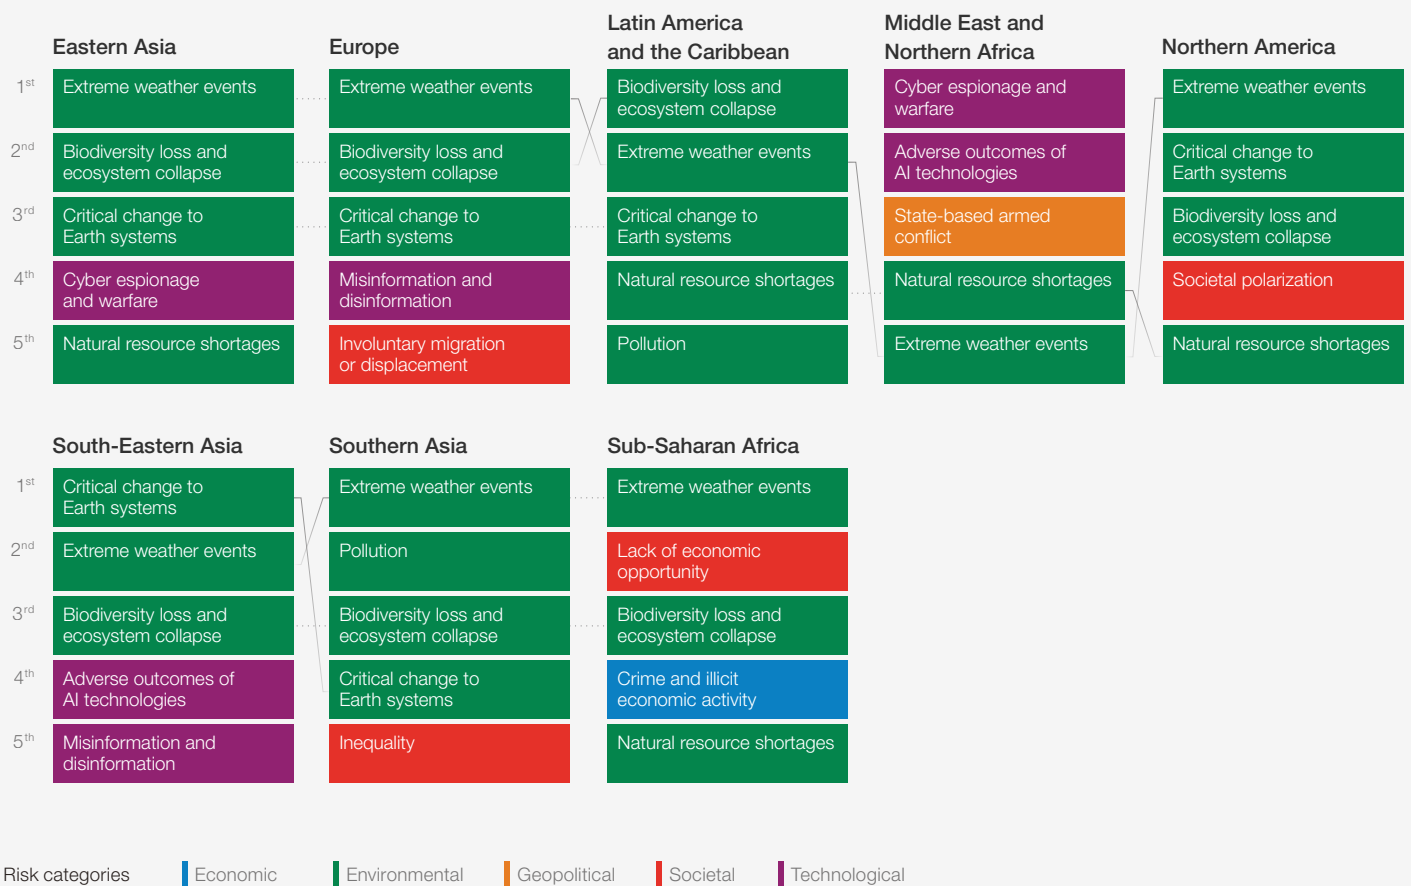 Eastern Asia
1st
Extreme weather events
2nd
Biodiversity loss and
ecosystem collapse
3rd
Critical change to
Earth systems
4th
Cyber espionage
and warfare
5th
Natural resource shortages
Europe
Extreme weather events
Biodiversity loss and
ecosystem collapse
Critical change to
Earth systems
Misinformation and
disinformation
Involuntary migration
or displacement
Latin America
and the Caribbean
Biodiversity loss and
ecosystem collapse
Extreme weather events
Critical change to
Earth systems
Natural resource shortages
Pollution
Middle East and
Northern Africa
Cyber espionage and
warfare
Adverse outcomes of
AI technologies
State-based armed
conflict
Natural resource shortages
Extreme weather events
Northern America
Extreme weather events
Critical change to
Earth systems
Biodiversity loss and
ecosystem collapse
Societal polarization
Natural resource shortages
South-Eastern Asia
1st
Critical change to
Earth systems
2nd
Extreme weather events
3rd
Biodiversity loss and
ecosystem collapse
4th
Adverse outcomes of
AI technologies
5th
Misinformation and
disinformation
Southern Asia
Extreme weather events
Pollution
Biodiversity loss and
ecosystem collapse
Critical change to
Earth systems
Inequality
Sub-Saharan Africa
Extreme weather events
Lack of economic
opportunity
Biodiversity loss and
ecosystem collapse
Crime and illicit
economic activity
Natural resource shortages
Risk categories
Economic
Environmental
Geopolitical
Societal
Technological